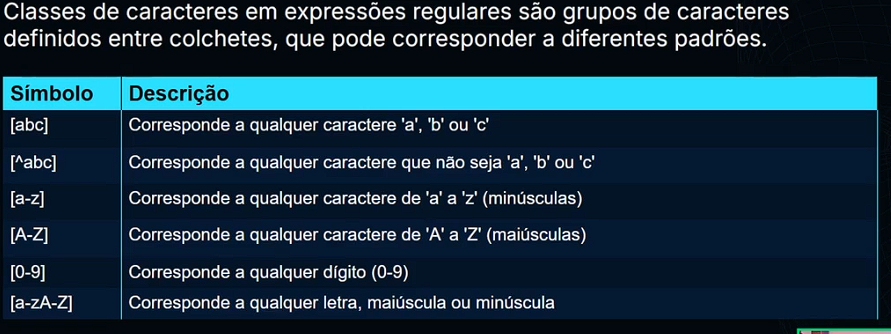 Classes de caracteres em expressões regulares são grupos de caracteres
definidos entre colchetes, que pode corresponder a diferentes padrões.
Símbolo Descrição
[abc] Corresponde a qualquer caractere 'a', 'b' ou 'c'
[^abc] Corresponde a qualquer caractere que não seja 'a', 'b' ou 'c'
[a-z] Corresponde a qualquer caractere de 'a' a 'z' (minúsculas)
[A-Z] Corresponde a qualquer caractere de 'A' a 'Z' (maiúsculas)
[0-9] Corresponde a qualquer dígito (0-9)
[a-zA-Z] Corresponde a qualquer letra, maiúscula ou minúscula